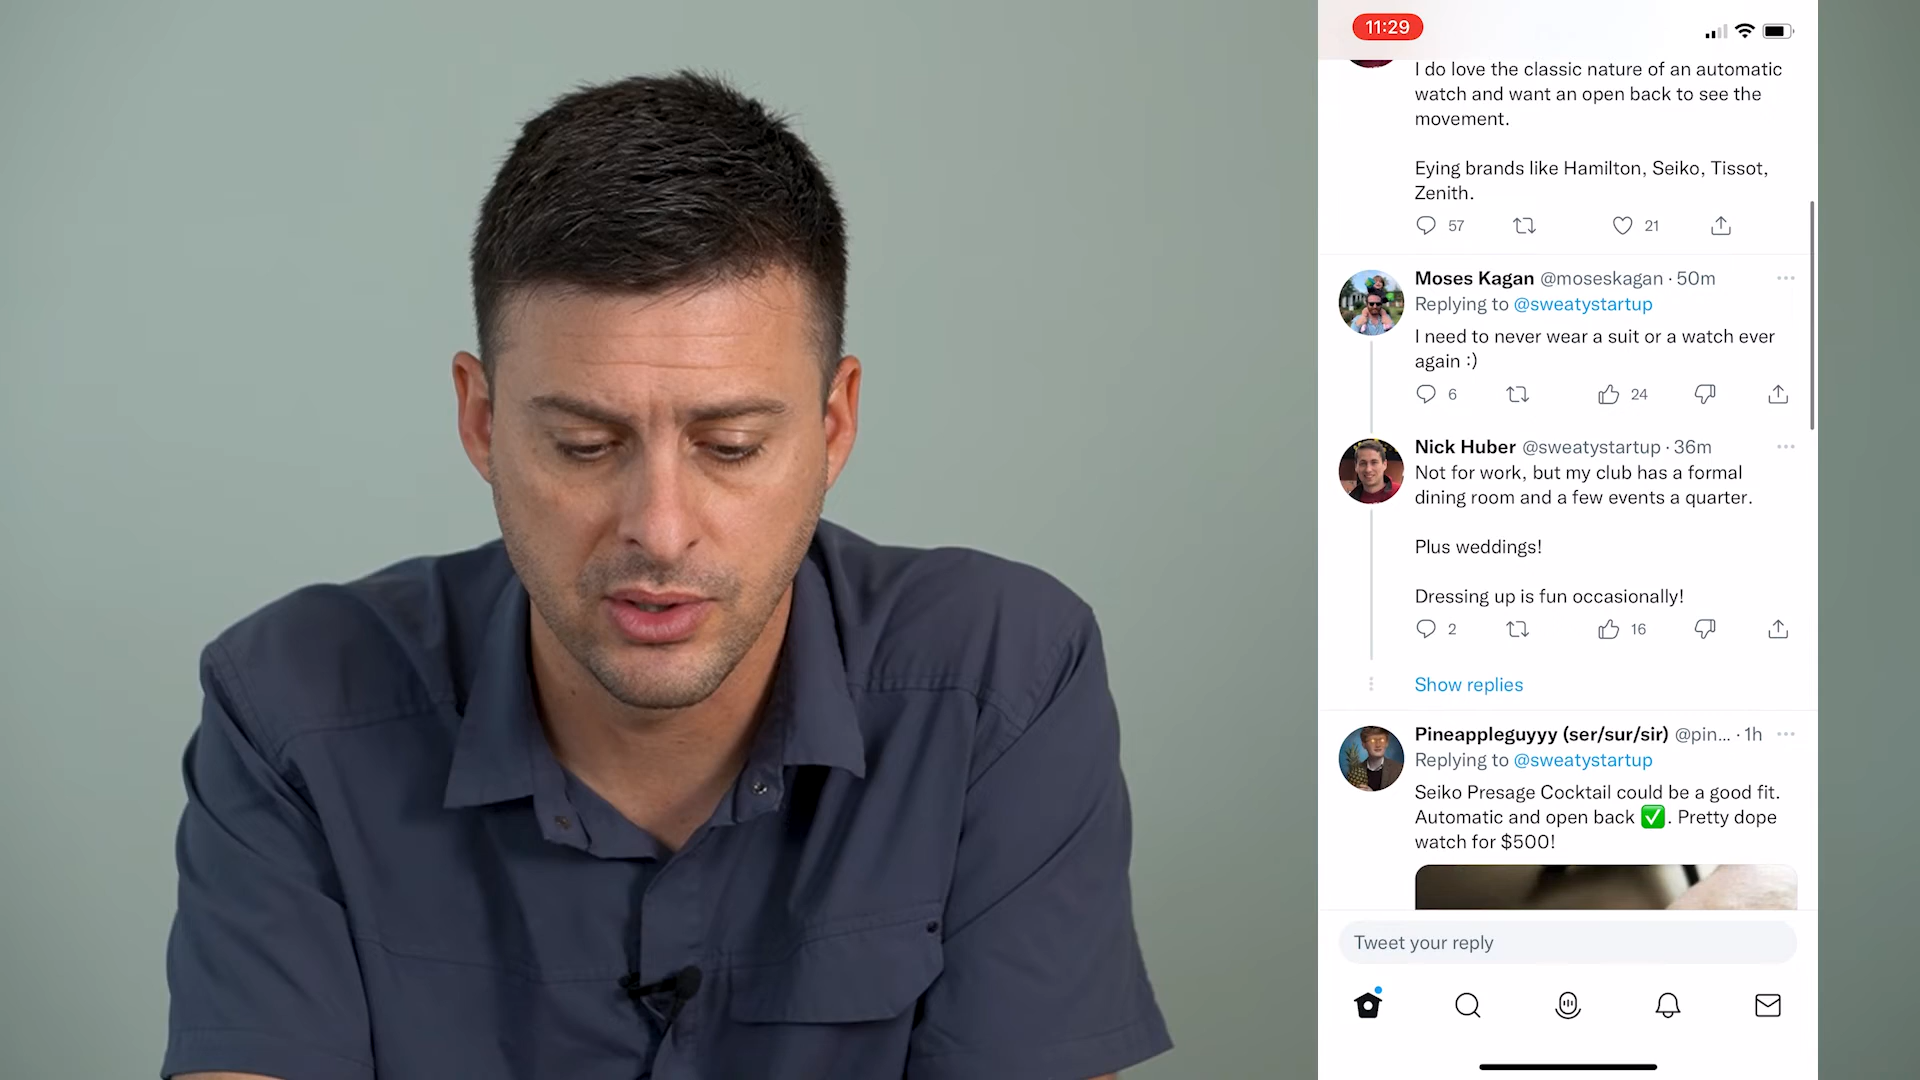 11:29
I do love the classic nature of an automatic
watch and want an open back to see the
movement.
Eying brands like Hamilton, Seiko, Tissot,
Zenith.
57 21
Moses Kagan @moseskagan · 50m
Replying to @sweatystartup
I need to never wear a suit or a watch ever
again :)
6 24
Nick Huber @sweatystartup · 36m
Not for work, but my club has a formal
dining room and a few events a quarter.
Plus weddings!
Dressing up is fun occasionally!
2 16
Show replies
Pineappleguyyy (ser/sur/sir) @pin... · 1h
Replying to @sweatystartup
Seiko Presage Cocktail could be a good fit.
Automatic and open back ✅. Pretty dope
watch for $500!
Tweet your reply